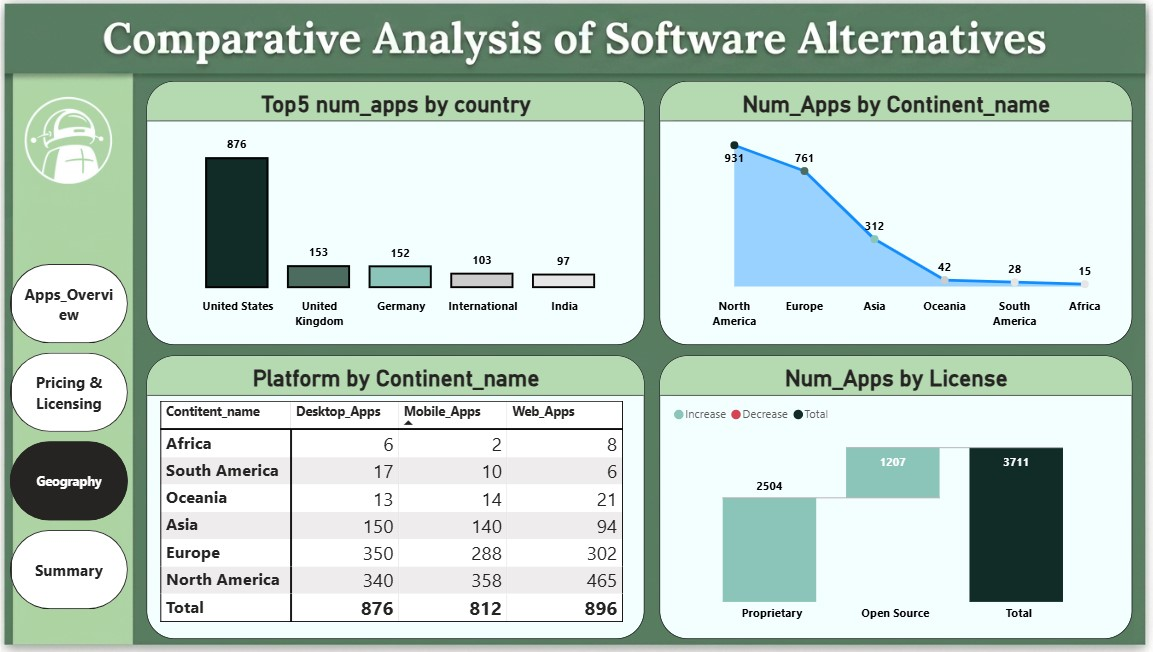 Comparative Analysis of Software Alternatives
Apps_Overvi
ew
Pricing &
Licensing
Geography
Summary
Top5 num_apps by country
876
153
152
103
97
United States
United
Kingdom
Germany
International
India
Num_Apps by Continent_name
931
761
312
42
28
15
North
America
Europe
Asia
Oceania
South
America
Africa
Platform by Continent_name
Contitent_name Desktop_Apps Mobile_Apps Web_Apps
Africa 6 2 8
South America 17 10 6
Oceania 13 14 21
Asia 150 140 94
Europe 350 288 302
North America 340 358 465
Total 876 812 896
Num_Apps by License
Increase Decrease Total
2504
1207
3711
Proprietary
Open Source
Total